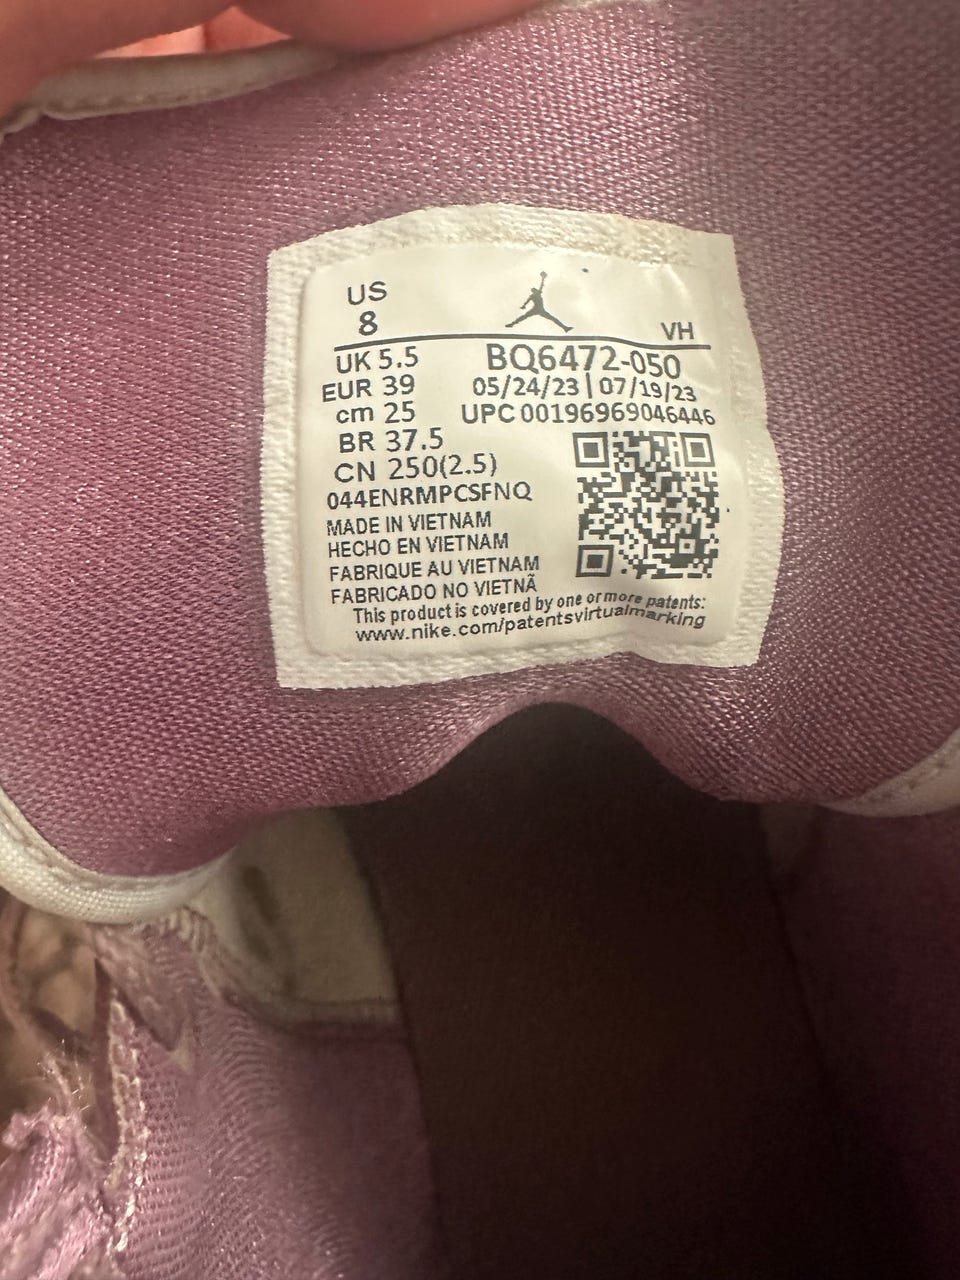 US
8
VH
UK 5.5
EUR 39
cm 25
BR 37.5
CN 250(2.5)
BQ6472-050
05/24/23 | 07/19/23
UPC 00196969046446
044ENRMPCSFNQ
MADE IN VIETNAM
HECHO EN VIETNAM
FABRIQUE AU VIETNAM
FABRICADO NO VIETNÃ
This product is covered by one or more patents:
www.nike.com/patentsvirtualmarking